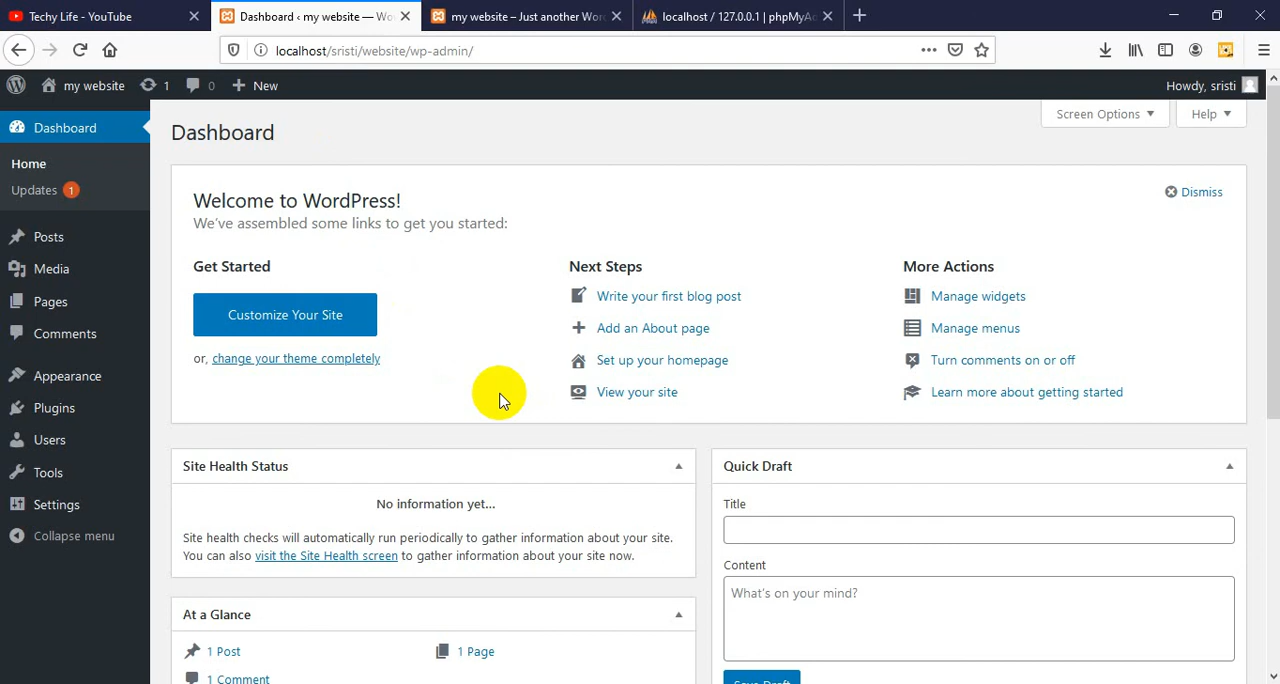 Techy Life - YouTube
Dashboard ‹ my website — Wo
my website – Just another Wor
localhost / 127.0.0.1 | phpMyAd
localhost/sristi/website/wp-admin/
my website
1
0
New
Howdy, sristi
Dashboard
Home
Updates 1
Posts
Media
Pages
Comments
Appearance
Plugins
Users
Tools
Settings
Collapse menu
Dashboard
Screen Options
Help
Welcome to WordPress!
We've assembled some links to get you started:
Dismiss
Get Started
Customize Your Site
or, change your theme completely
Next Steps
Write your first blog post
Add an About page
Set up your homepage
View your site
More Actions
Manage widgets
Manage menus
Turn comments on or off
Learn more about getting started
Site Health Status
No information yet...
Site health checks will automatically run periodically to gather information about your site.
You can also visit the Site Health screen to gather information about your site now.
At a Glance
1 Post
1 Page
1 Comment
Quick Draft
Title
Content
What's on your mind?
Save Draft